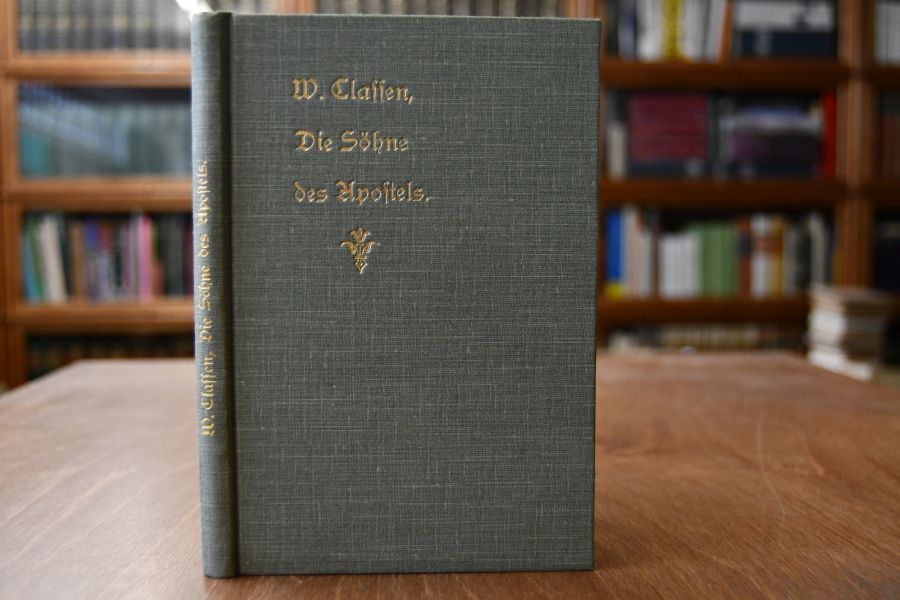 W. Claſſen,
Die Söhne
des Apoſtels.
W. Claſſen, Die Söhne des Apoſtels.